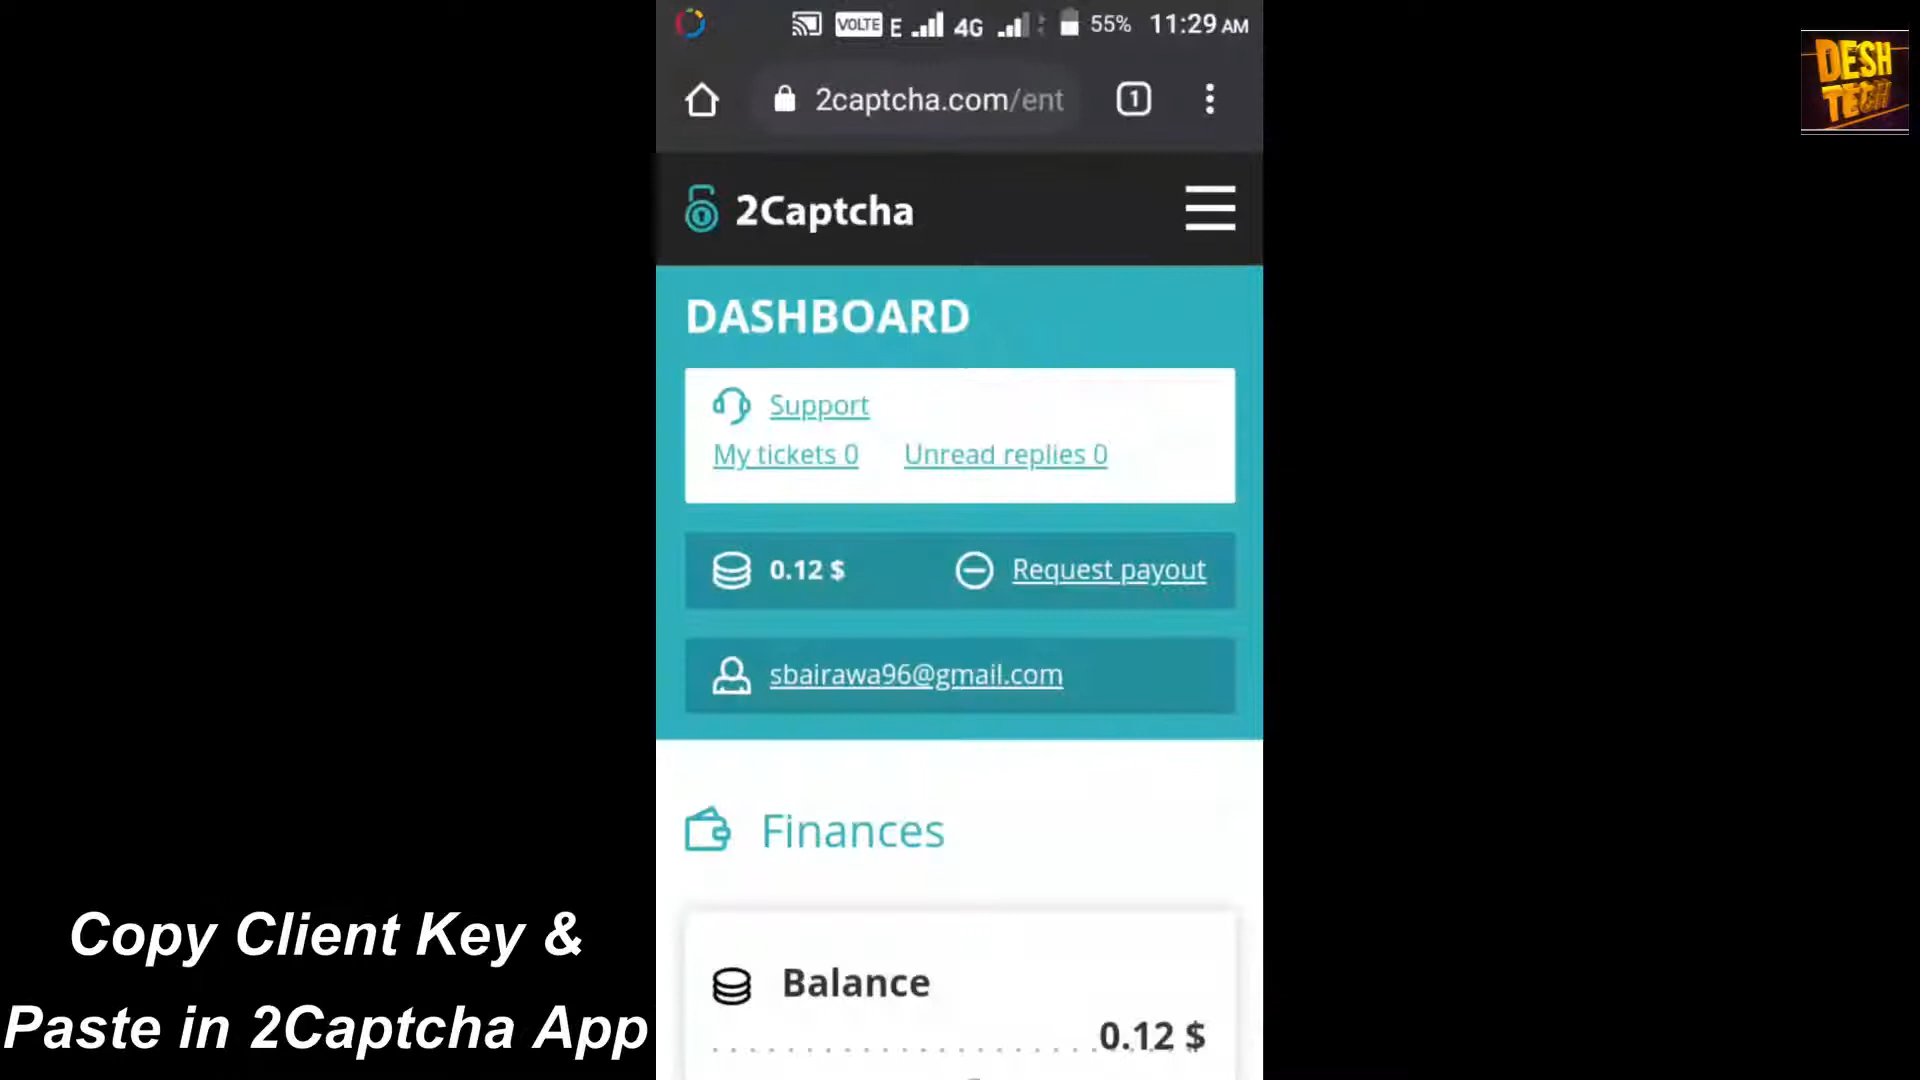 VOLTE E 4G 55% 11:29 AM
2captcha.com/ent
1
DESH
TECH
2Captcha
DASHBOARD
Support
My tickets 0 Unread replies 0
0.12 $ Request payout
sbairawa96@gmail.com
Finances
Balance
0.12 $
Copy Client Key &
Paste in 2Captcha App